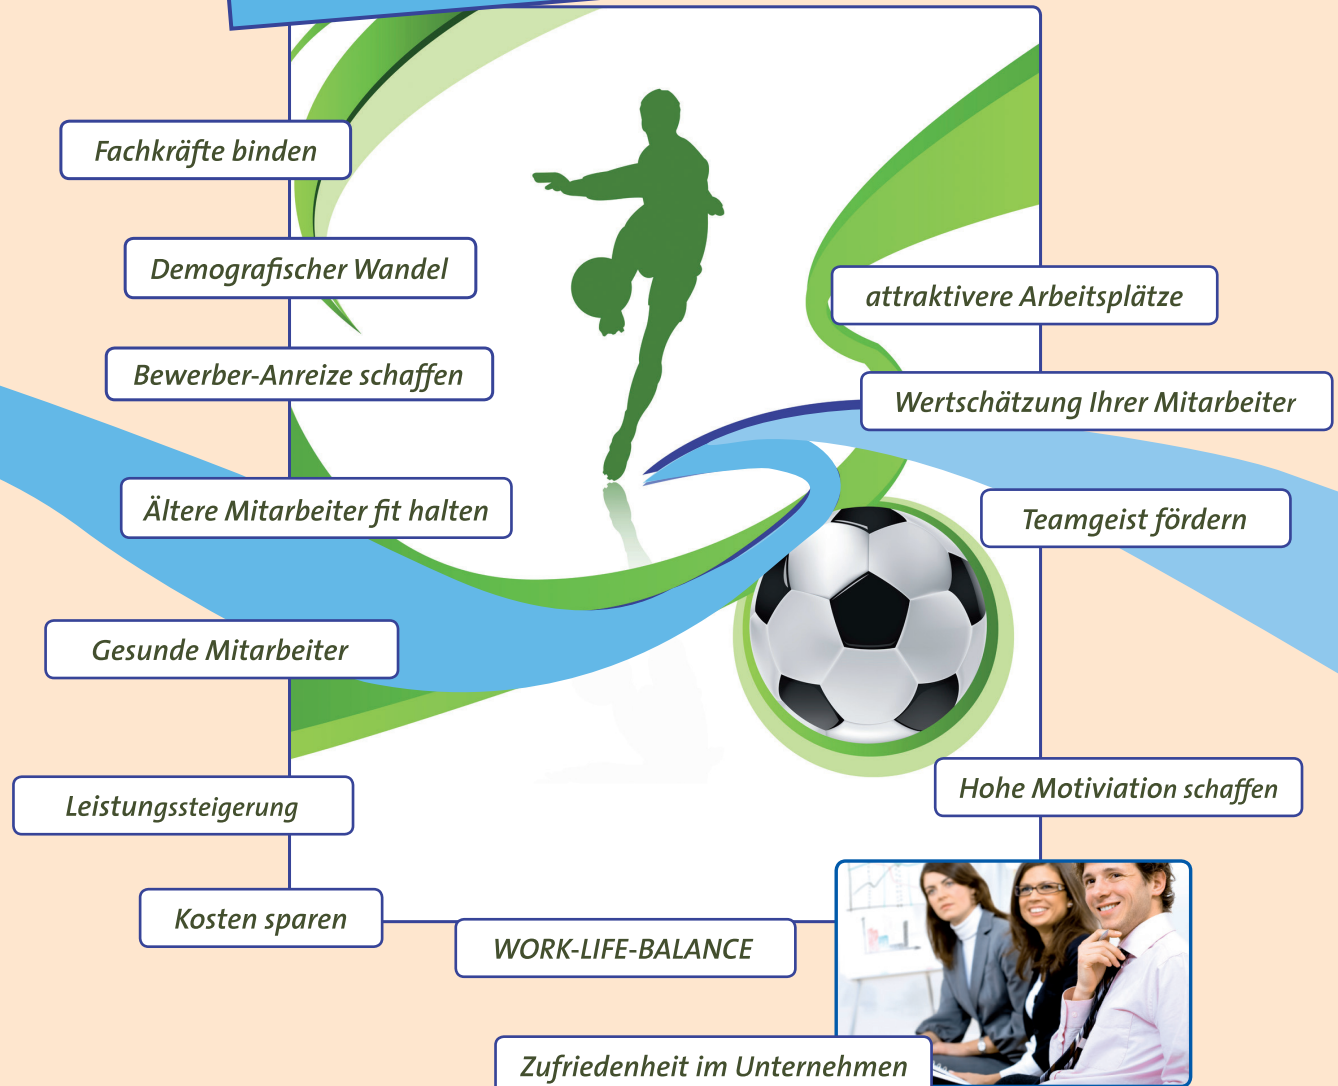 Fachkräfte binden
Demografischer Wandel
attraktivere Arbeitsplätze
Bewerber-Anreize schaffen
Wertschätzung Ihrer Mitarbeiter
Ältere Mitarbeiter fit halten
Teamgeist fördern
Gesunde Mitarbeiter
Hohe Motiviation schaffen
Leistungssteigerung
Kosten sparen
WORK-LIFE-BALANCE
Zufriedenheit im Unternehmen